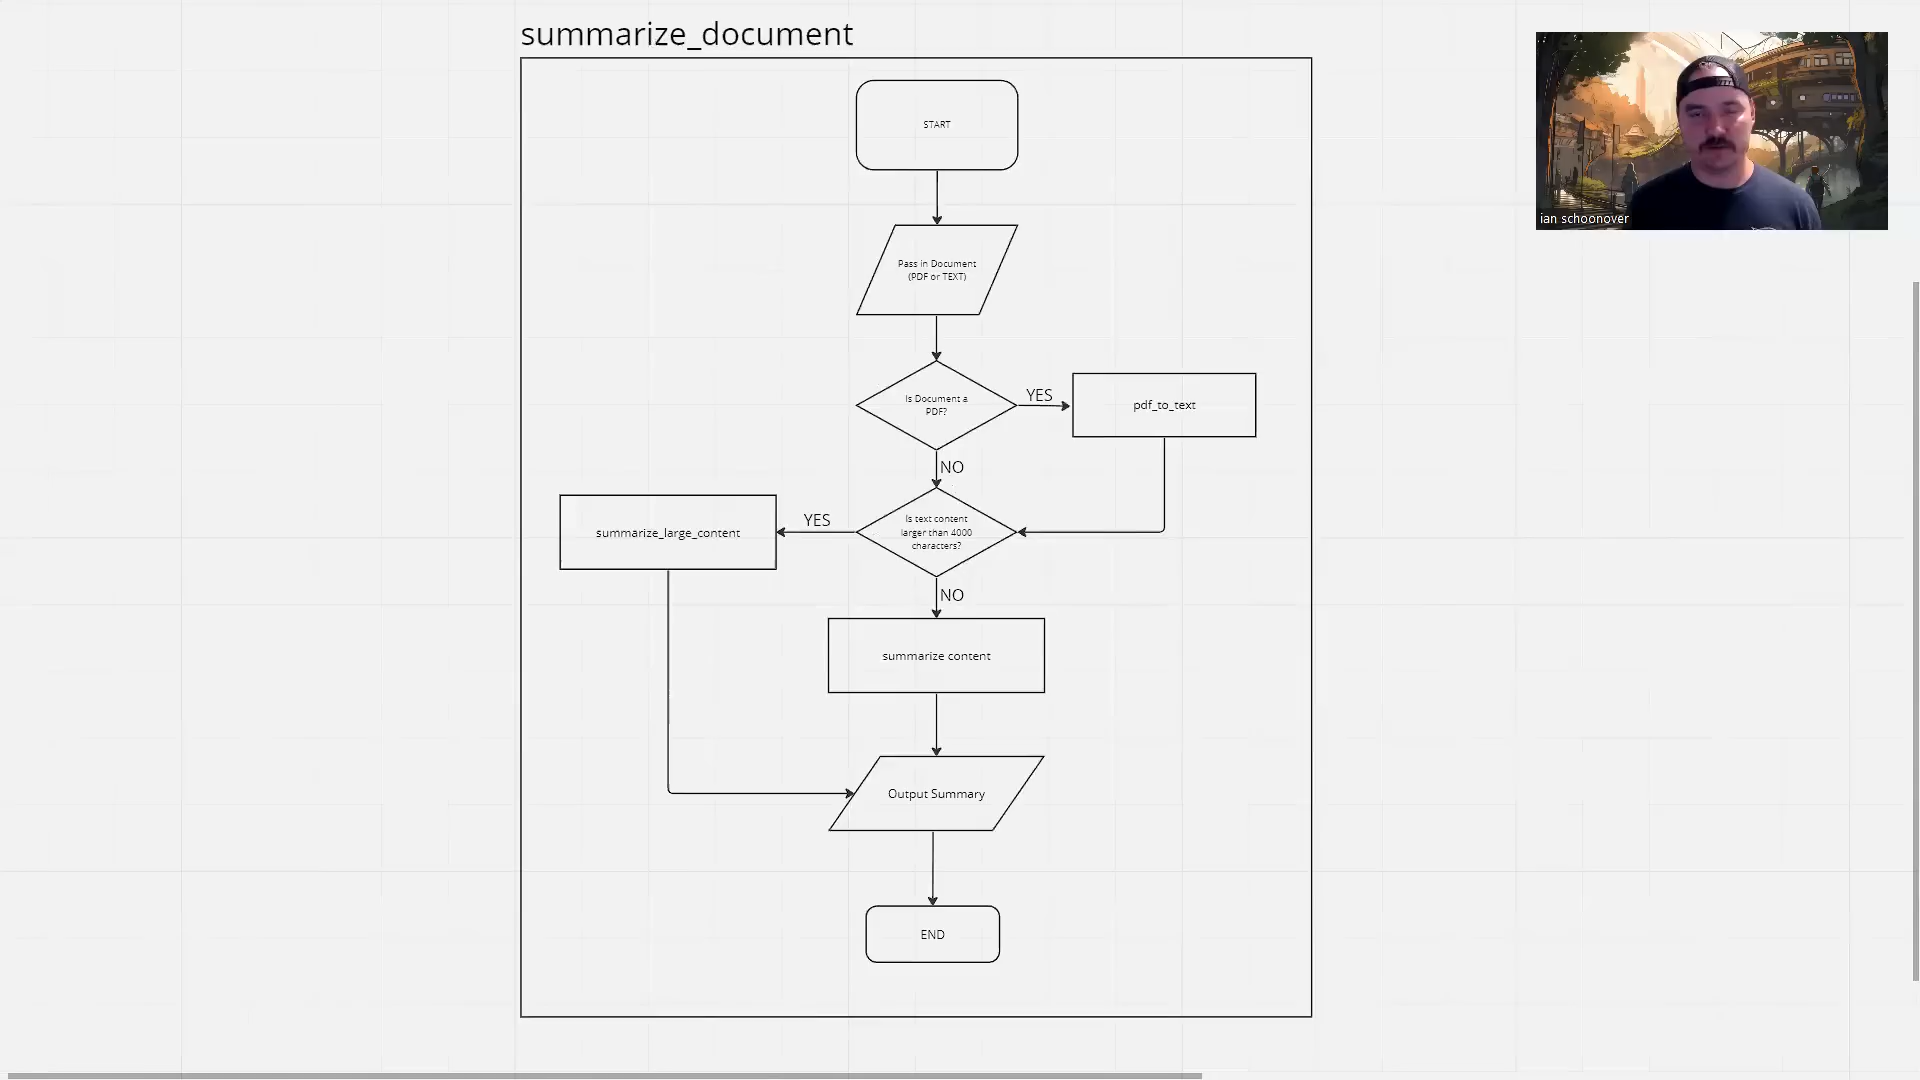 summarize_document
START
ian schoonover
Pass in Document
(PDF or TEXT)
Is Document a
PDF?
YES
pdf_to_text
NO
Is text content
larger than 4000
characters?
YES
summarize_large_content
NO
summarize content
Output Summary
END